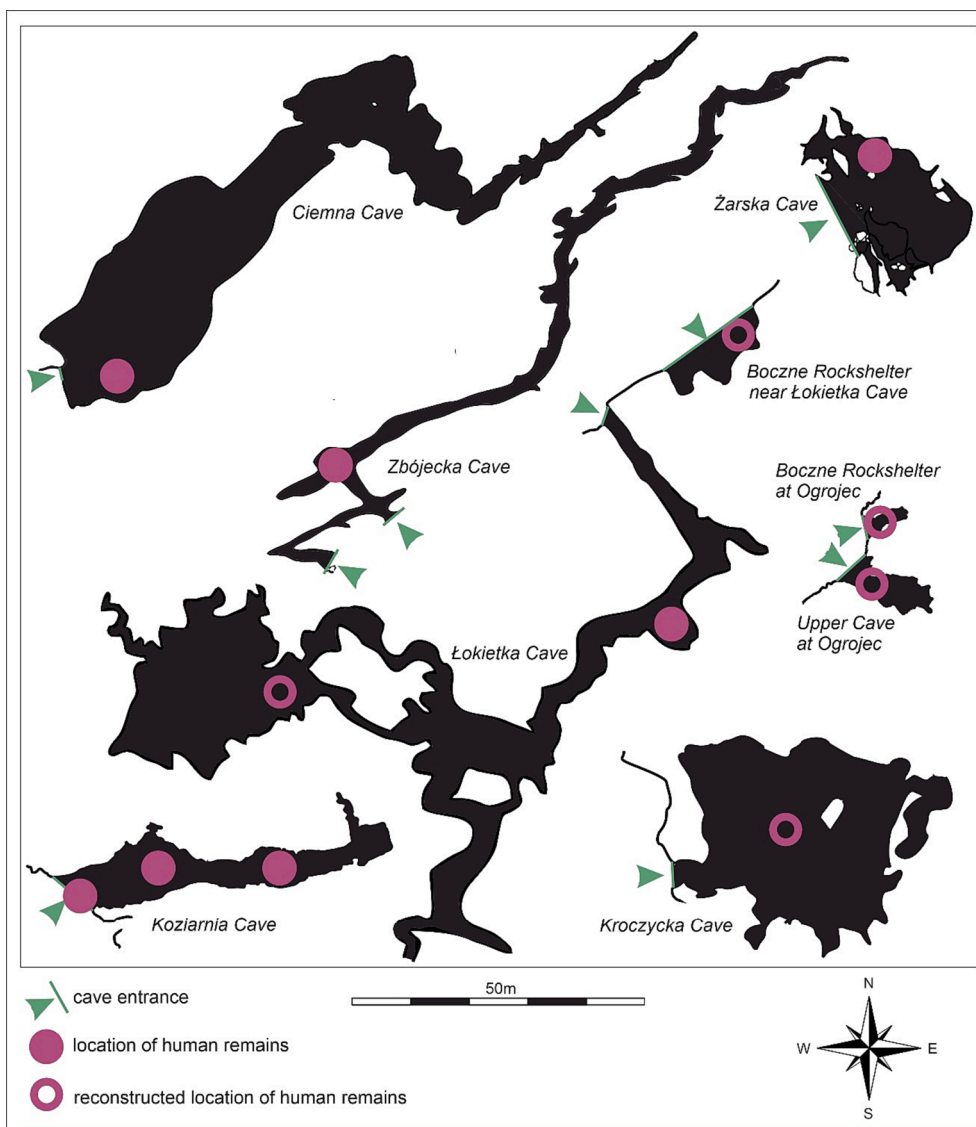 Ciemna Cave
Żarska Cave
Boczne Rockshelter
near Łokietka Cave
Zbójecka Cave
Boczne Rockshelter
at Ogrojec
Upper Cave
at Ogrojec
Łokietka Cave
Koziarnia Cave
Kroczycka Cave
cave entrance
50m
location of human remains
reconstructed location of human remains
N
W
E
S